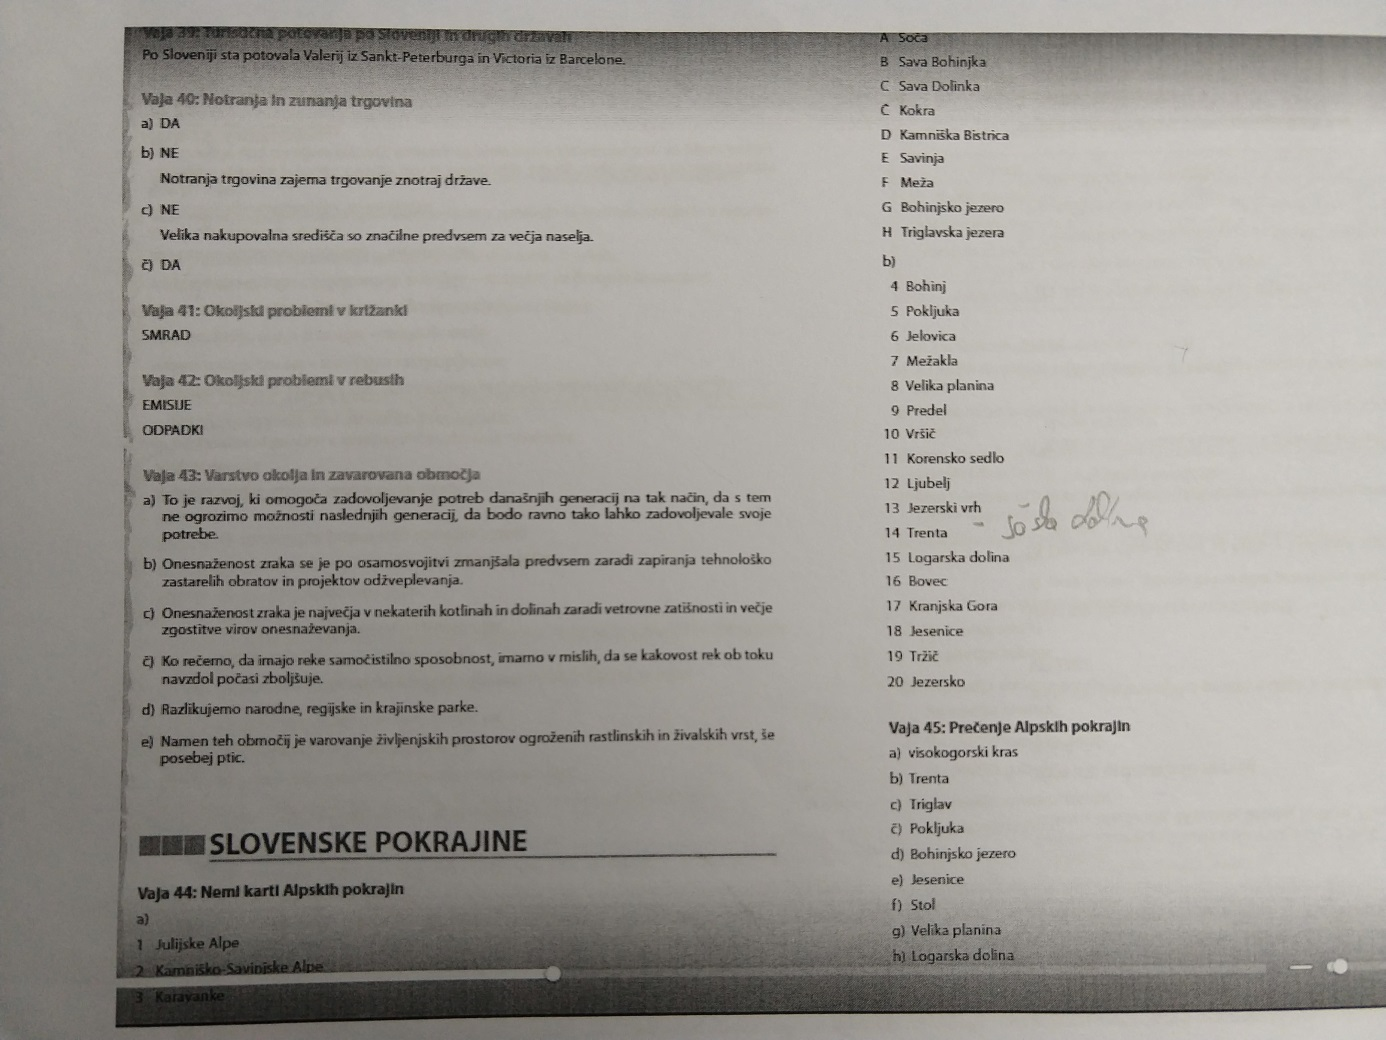 Vaja 39: Turistična potovanja po Sloveniji in drugih državah
Po Sloveniji sta potovala Valerij iz Sankt-Peterburga in Victoria iz Barcelone.
Vaja 40: Notranja in zunanja trgovina
a) DA
b) NE
Notranja trgovina zajema trgovanje znotraj države.
c) NE
Velika nakupovalna središča so značilne predvsem za večja naselja.
č) DA
Vaja 41: Okoljski problemi v križanki
SMRAD
Vaja 42: Okoljski problemi v rebusih
EMISIJE
ODPADKI
Vaja 43: Varstvo okolja in zavarovana območja
a) To je razvoj, ki omogoča zadovoljevanje potreb današnjih generacij na tak način, da s tem
ne ogrozimo možnosti naslednjih generacij, da bodo ravno tako lahko zadovoljevale svoje
potrebe.
b) Onesnaženost zraka se je po osamosvojitvi zmanjšala predvsem zaradi zapiranja tehnološko
zastarelih obratov in projektov odžveplevanja.
c) Onesnaženost zraka je največja v nekaterih kotlinah in dolinah zaradi vetrovne zatišnosti in večje
zgostitve virov onesnaževanja.
č) Ko rečemo, da imajo reke samočistilno sposobnost, imamo v mislih, da se kakovost rek ob toku
navzdol počasi zboljšuje.
d) Razlikujemo narodne, regijske in krajinske parke.
e) Namen teh območij je varovanje življenjskih prostorov ogroženih rastlinskih in živalskih vrst, še
posebej ptic.
SLOVENSKE POKRAJINE
Vaja 44: Nemi karti Alpskih pokrajin
a)
1 Julijske Alpe
2 Kamniško-Savinjske Alpe
3 Karavanke
A Soča
B Sava Bohinjka
C Sava Dolinka
Č Kokra
D Kamniška Bistrica
E Savinja
F Meža
G Bohinjsko jezero
H Triglavska jezera
b)
4 Bohinj
5 Pokljuka
6 Jelovica
7 Mežakla
8 Velika planina
9 Predel
10 Vršič
11 Korensko sedlo
12 Ljubelj
13 Jezerski vrh
14 Trenta - soška dolina
15 Logarska dolina
16 Bovec
17 Kranjska Gora
18 Jesenice
19 Tržič
20 Jezersko
Vaja 45: Prečenje Alpskih pokrajin
a) visokogorski kras
b) Trenta
c) Triglav
č) Pokljuka
d) Bohinjsko jezero
e) Jesenice
f) Stol
g) Velika planina
h) Logarska dolina